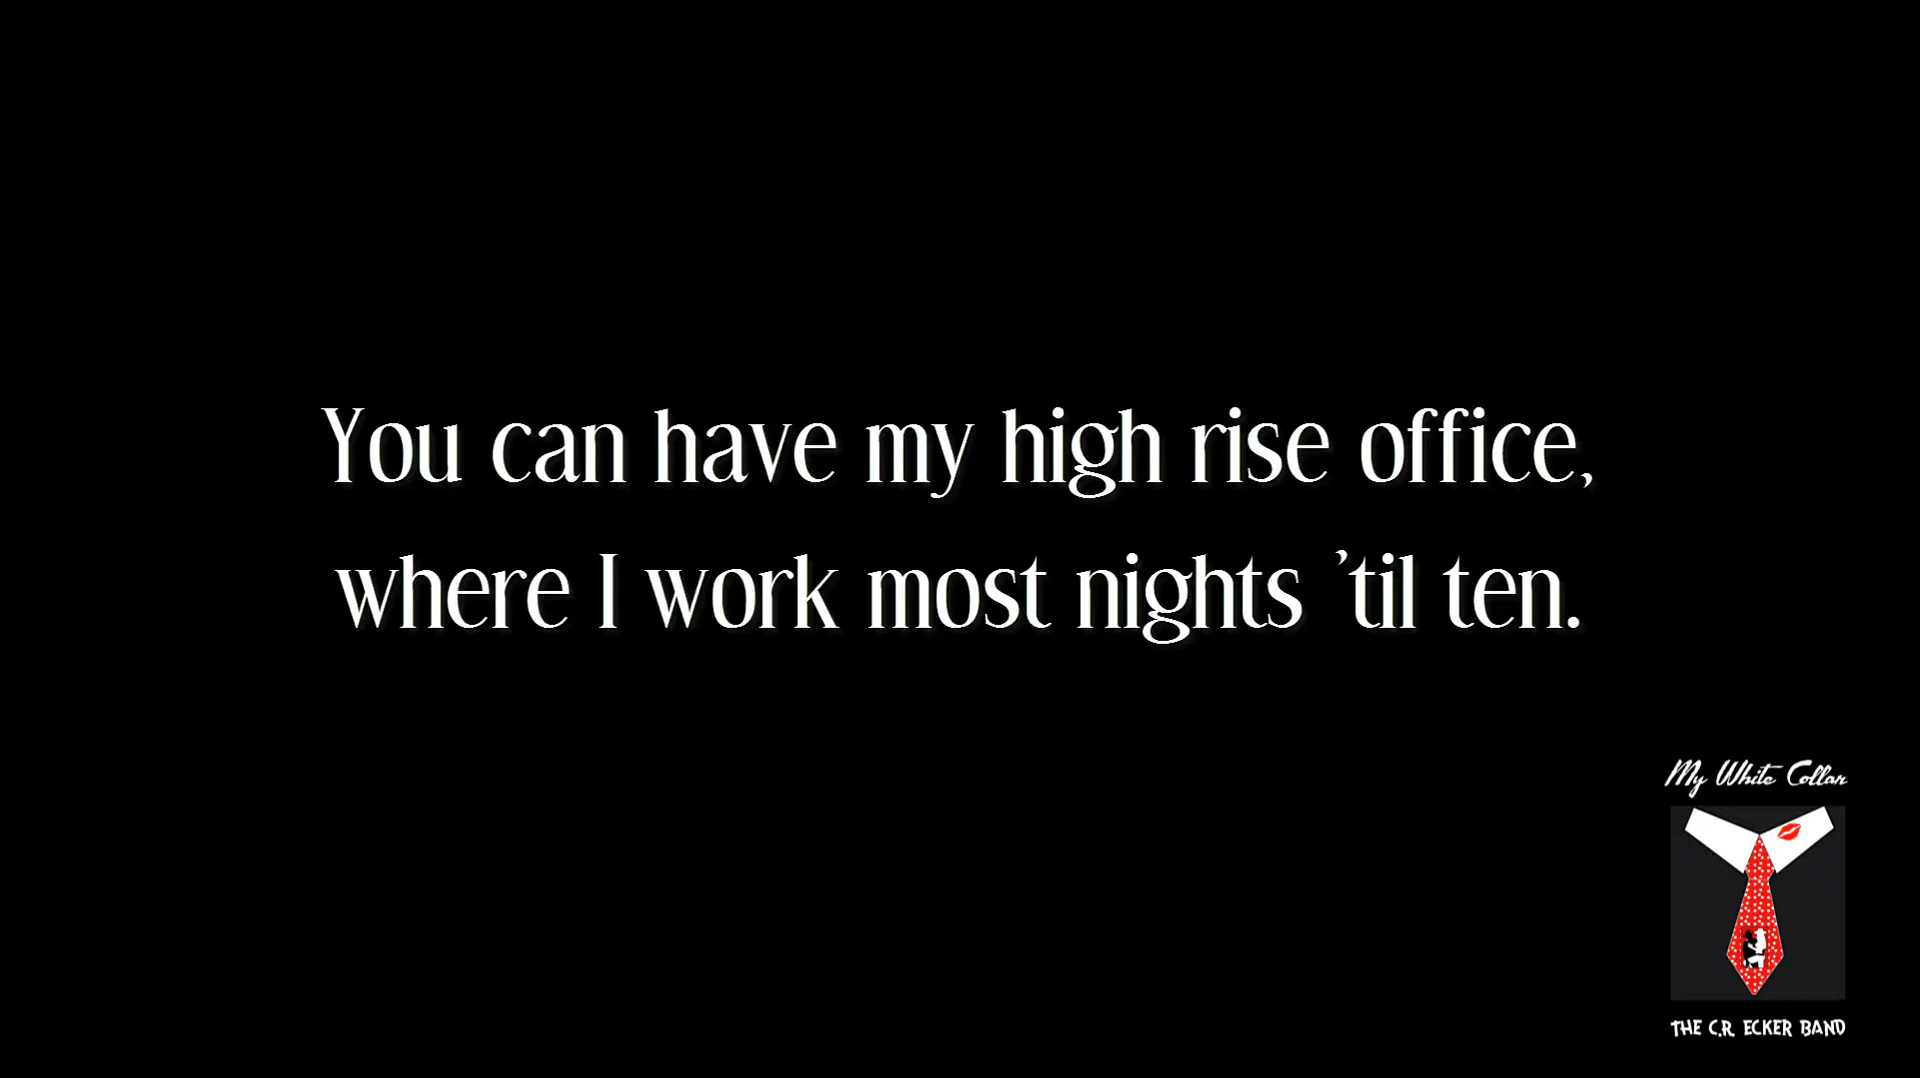 You can have my high rise office,
where I work most nights ’til ten.
My White Collar
THE C.R. ECKER BAND